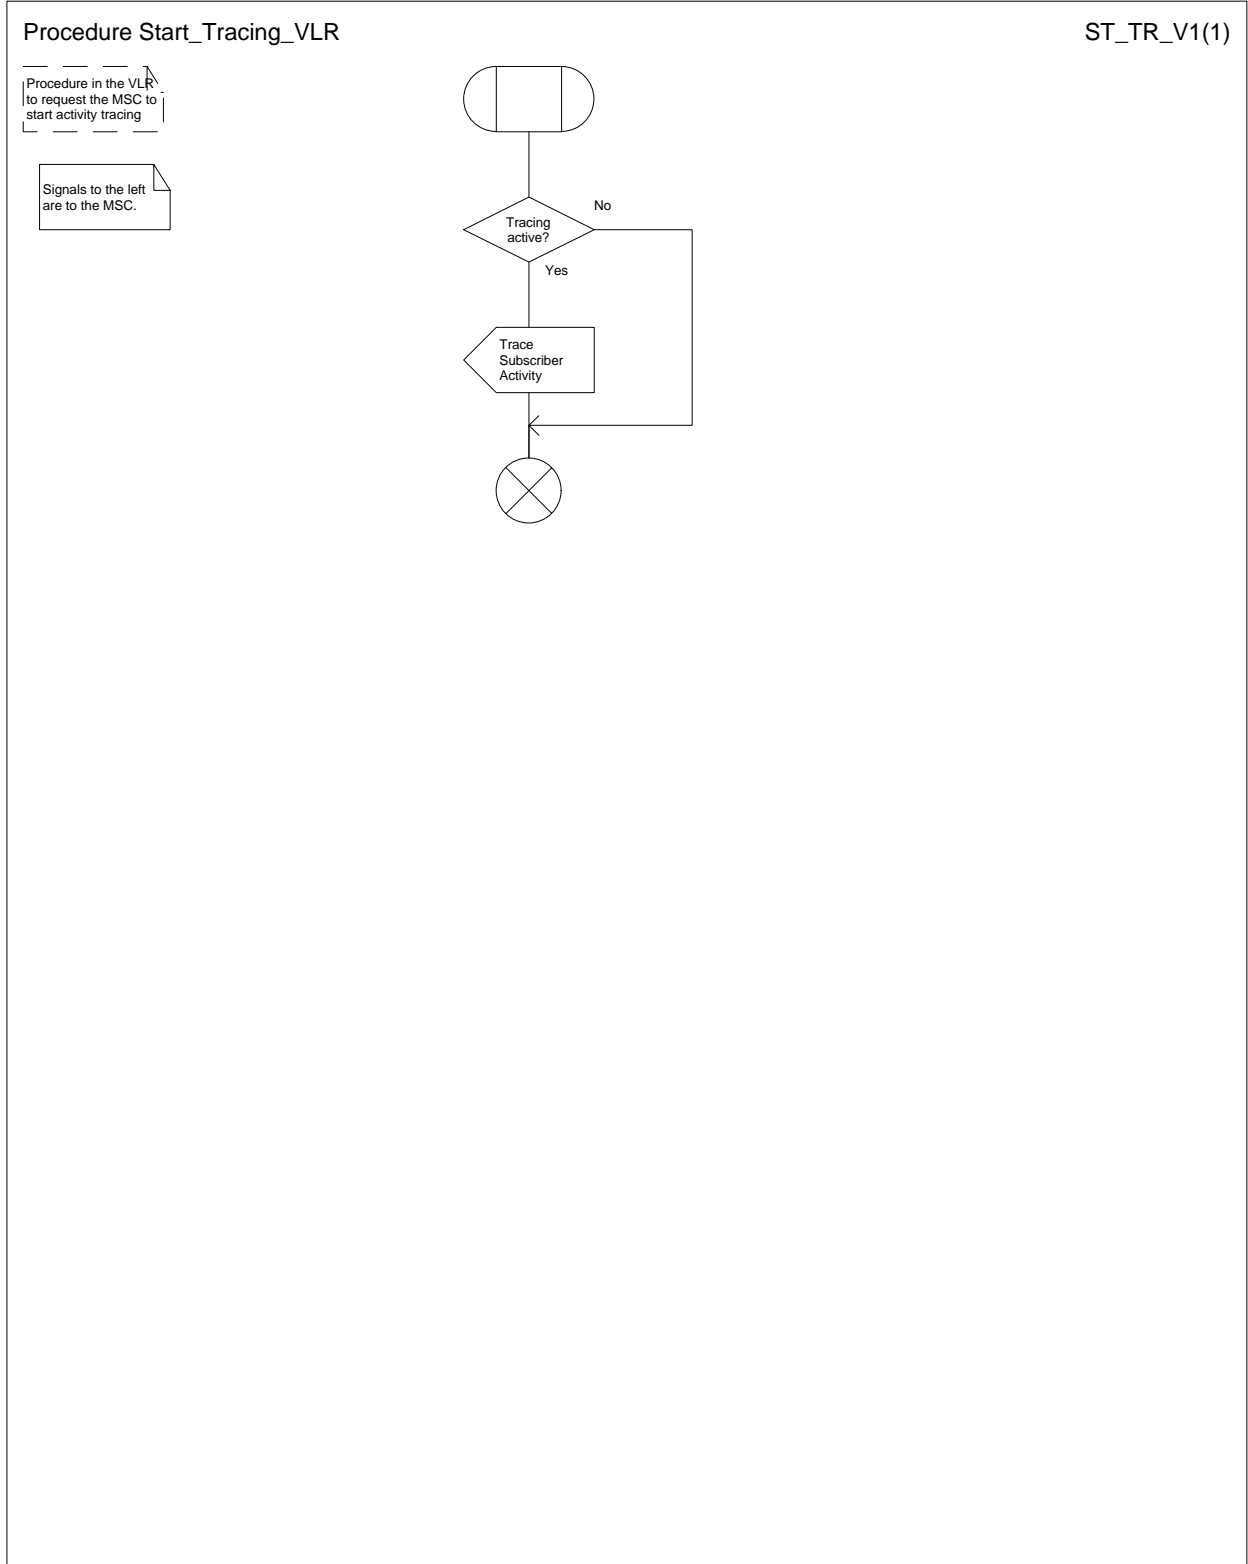 Procedure Start_Tracing_VLR
ST_TR_V1(1)
Procedure in the VLR
to request the MSC to
start activity tracing
Signals to the left
are to the MSC.
Tracing
active?
No
Yes
Trace
Subscriber
Activity